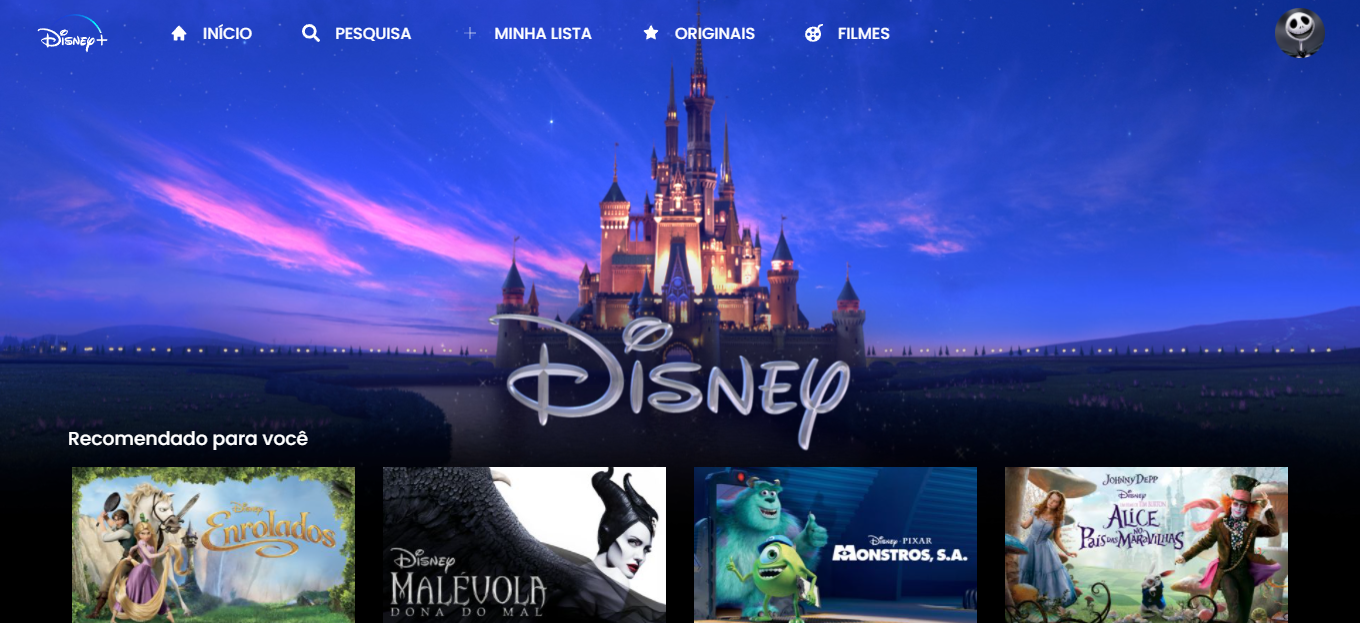 Disney+
INÍCIO
PESQUISA
MINHA LISTA
ORIGINAIS
FILMES
Disney
Recomendado para você
Disney
Enrolados
Disney
MALÉVOLA
DONA DO MAL
Disney · PIXAR
MONSTROS, S.A.
JOHNNY DEPP
Disney
ALICE
NO
PAÍS DAS MARAVILHAS